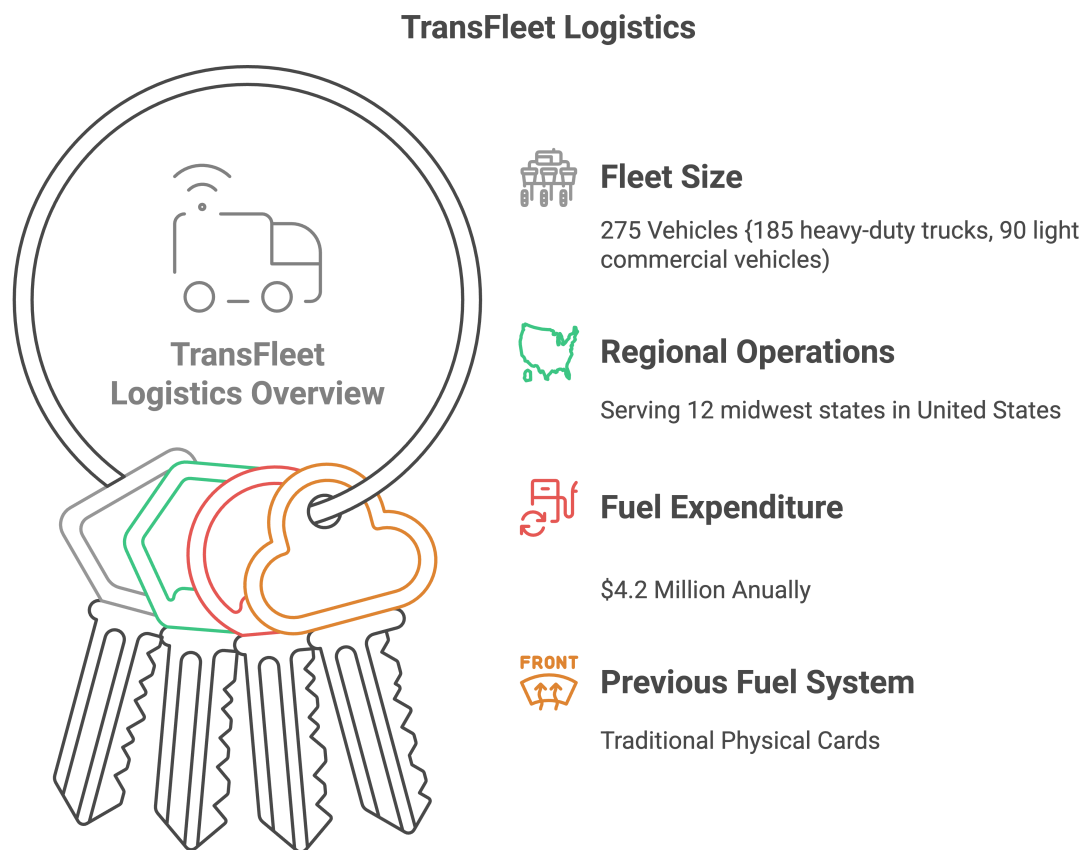 TransFleet Logistics
TransFleet
Logistics Overview
Fleet Size
275 Vehicles {185 heavy-duty trucks, 90 light
commercial vehicles)
Regional Operations
Serving 12 midwest states in United States
Fuel Expenditure
$4.2 Million Anually
FRONT
Previous Fuel System
Traditional Physical Cards